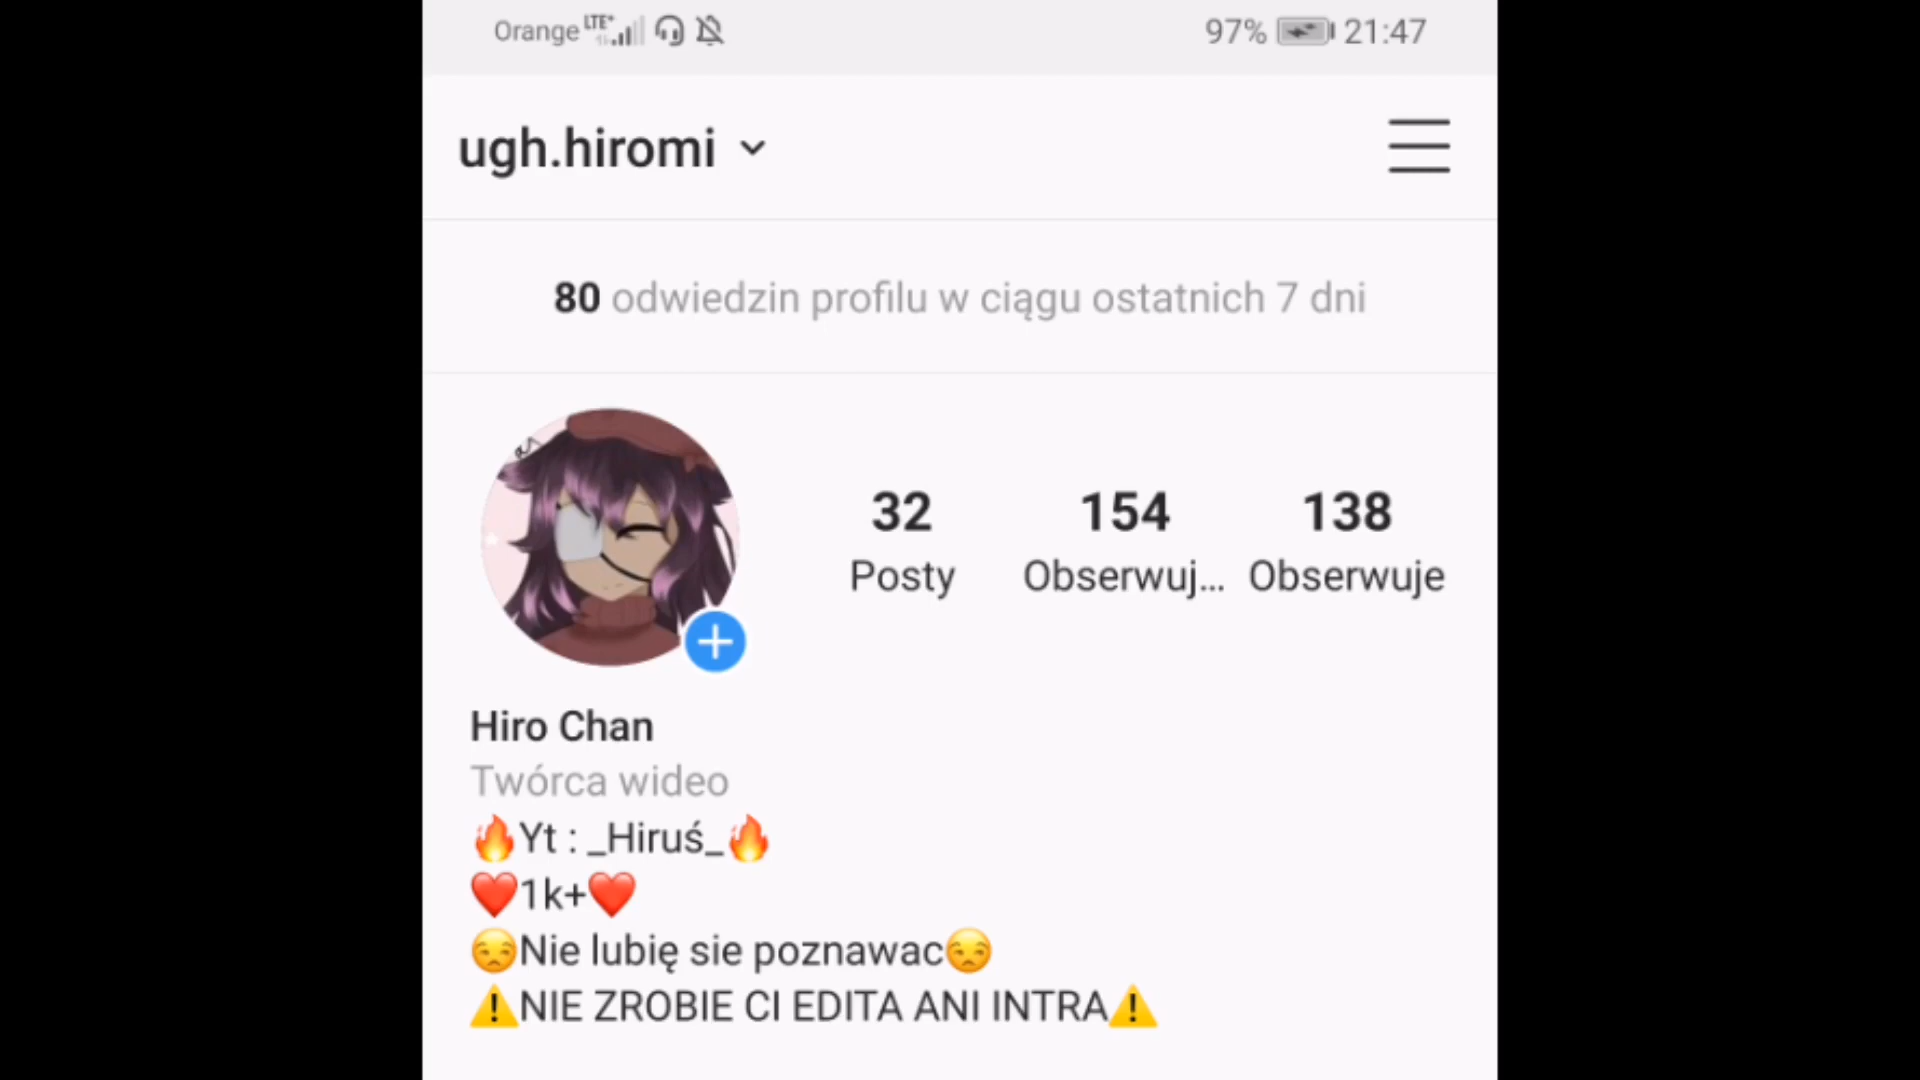 Orange LTE+ 97% 21:47
ugh.hiromi
80 odwiedzin profilu w ciągu ostatnich 7 dni
32 154 138
Posty Obserwuj... Obserwuje
Hiro Chan
Twórca wideo
🔥Yt : _Hiruś_🔥
❤️1k+❤️
😒Nie lubię sie poznawac😒
⚠️NIE ZROBIE CI EDITA ANI INTRA⚠️